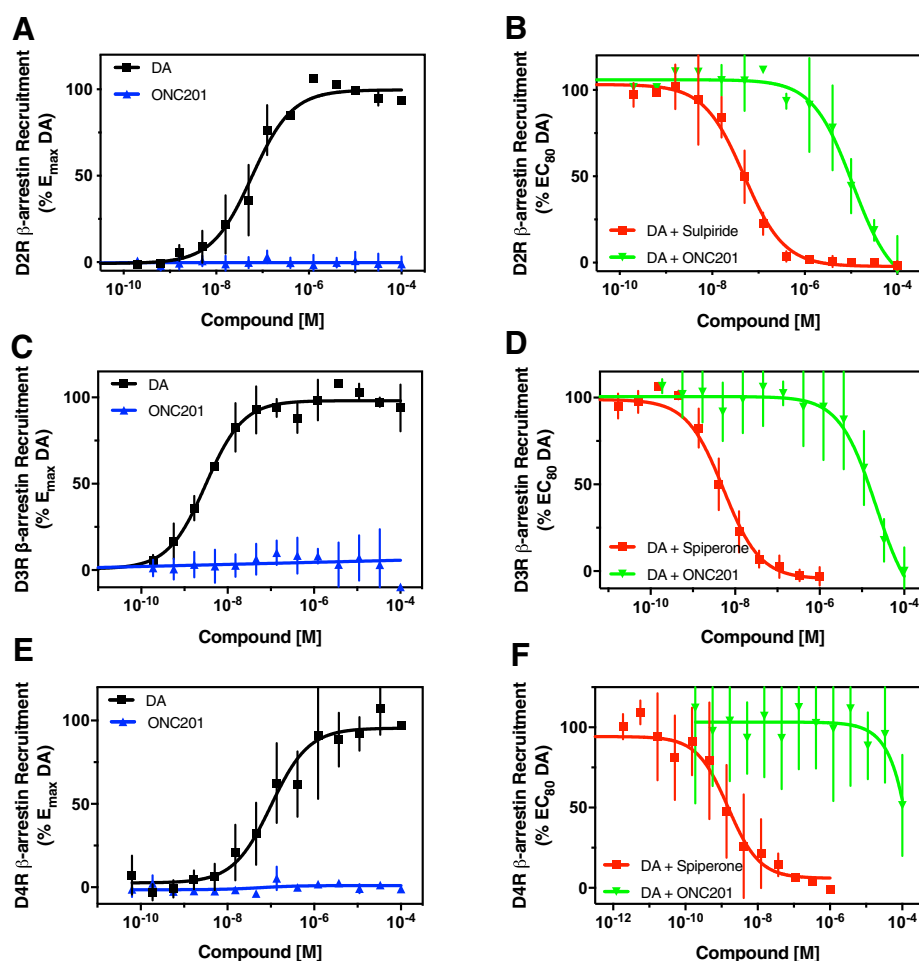 A
D2R β-arrestin Recruitment
(% Emax DA)
100
50
0
DA
ONC201
10-10
10-8
10-6
10-4
Compound [M]
B
D2R β-arrestin Recruitment
(% EC80 DA)
100
50
0
DA + Sulpiride
DA + ONC201
10-10
10-8
10-6
10-4
Compound [M]
C
D3R β-arrestin Recruitment
(% Emax DA)
100
50
0
DA
ONC201
10-10
10-8
10-6
10-4
Compound [M]
D
D3R β-arrestin Recruitment
(% EC80 DA)
100
50
0
DA + Spiperone
DA + ONC201
10-10
10-8
10-6
10-4
Compound [M]
E
D4R β-arrestin Recruitment
(% Emax DA)
100
50
0
DA
ONC201
10-10
10-8
10-6
10-4
Compound [M]
F
D4R β-arrestin Recruitment
(% EC80 DA)
100
50
0
DA + Spiperone
DA + ONC201
10-12
10-10
10-8
10-6
10-4
Compound [M]